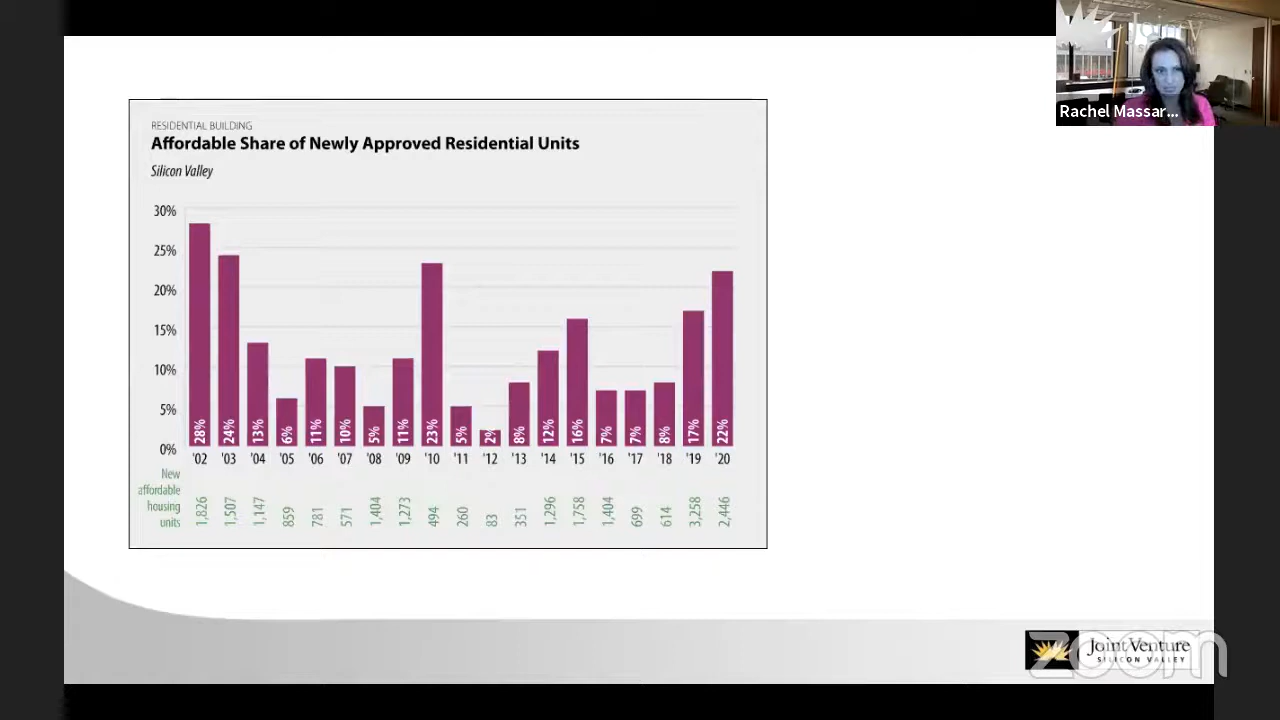 Rachel Massar...
RESIDENTIAL BUILDING
Affordable Share of Newly Approved Residential Units
Silicon Valley
30%
25%
20%
15%
10%
5%
0%
28% 24% 13% 6% 11% 10% 5% 11% 23% 5% 2% 8% 12% 16% 7% 7% 8% 17% 22%
'02 '03 '04 '05 '06 '07 '08 '09 '10 '11 '12 '13 '14 '15 '16 '17 '18 '19 '20
New
affordable
housing
units
1,826 1,507 1,147 859 781 571 1,404 1,273 494 260 83 351 1,296 1,758 1,404 699 614 3,258 2,446
Joint Venture
SILICON VALLEY
zoom